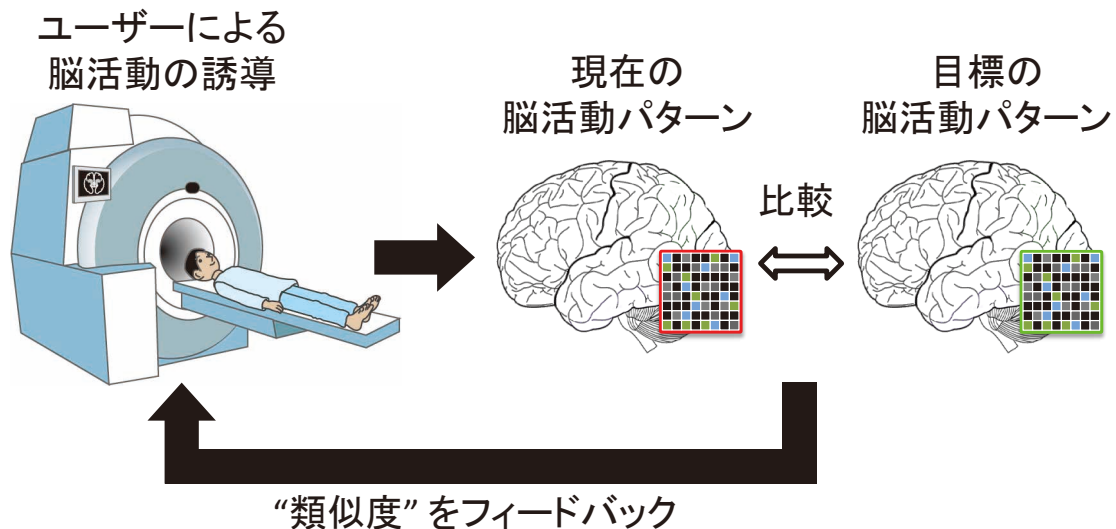 ユーザーによる
脳活動の誘導
現在の
脳活動パターン
目標の
脳活動パターン
比較
“類似度” をフィードバック